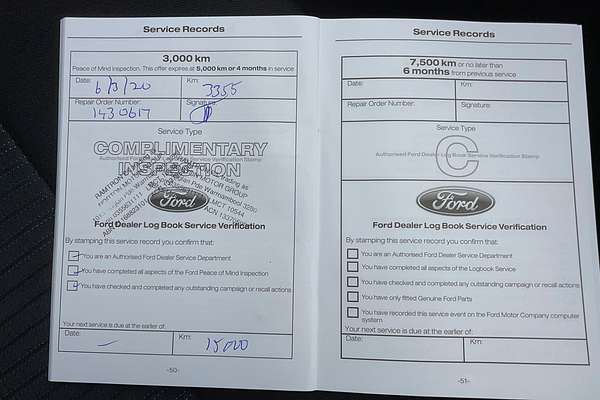 Service Records
3,000 km
Peace of Mind Inspection. This offer expires at 5,000 km or 4 months in service
Date: 6/3/20 Km: 3355
Repair Order Number: 1430617 Signature:
Service Type
COMPLIMENTARY
Authorised Ford Dealer Log Book Service Verification Stamp
INSPECTION
Ford
Ford Dealer Log Book Service Verification
By stamping this service record you confirm that:
You are an Authorised Ford Dealer Service Department
You have completed all aspects of the Ford Peace of Mind Inspection
You have checked and completed any outstanding campaign or recall actions
Your next service is due at the earlier of:
Date: – Km: 15000
-50-
Service Records
7,500 km or no later than
6 months from previous service
Date: Km:
Repair Order Number: Signature:
Service Type
C
Authorised Ford Dealer Log Book Service Verification Stamp
Ford
Ford Dealer Log Book Service Verification
By stamping this service record you confirm that:
You are an Authorised Ford Dealer Service Department
You have completed all aspects of the Logbook Service
You have checked and completed any outstanding campaign or recall actions
You have only fitted Genuine Ford Parts
You have recorded this service event on the Ford Motor Company computer
system
Your next service is due at the earlier of:
Date: Km:
-51-